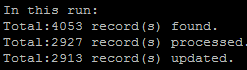 In this run:
Total:4053 record(s) found.
Total:2927 record(s) processed.
Total:2913 record(s) updated.